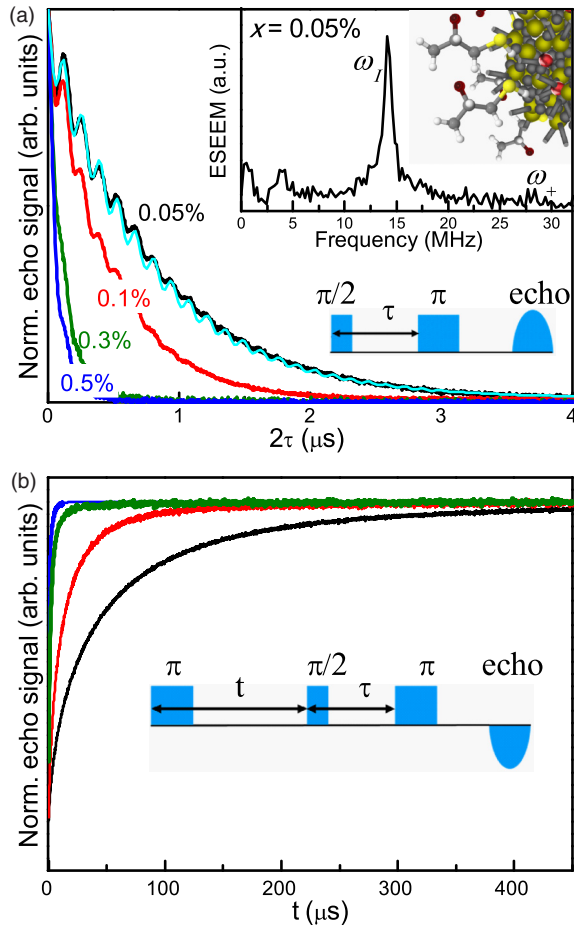 (a)
x = 0.05%
ω_I
ω_+
ESEEM (a.u.)
0 5 10 15 20 25 30
Frequency (MHz)
Norm. echo signal (arb. units)
0.05%
0.1%
0.3%
0.5%
π/2 τ π echo
0 1 2 3 4
2τ (μs)
(b)
Norm. echo signal (arb. units)
π t π/2 τ π echo
0 100 200 300 400
t (μs)